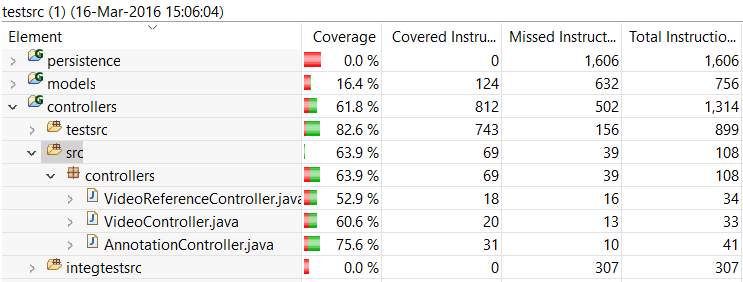 testsrc (1) (16-Mar-2016 15:06:04)
Element Coverage Covered Instru... Missed Instruct... Total Instructio...
persistence 0.0 % 0 1,606 1,606
models 16.4 % 124 632 756
controllers 61.8 % 812 502 1,314
testsrc 82.6 % 743 156 899
src 63.9 % 69 39 108
controllers 63.9 % 69 39 108
VideoReferenceController.java 52.9 % 18 16 34
VideoController.java 60.6 % 20 13 33
AnnotationController.java 75.6 % 31 10 41
integtestsrc 0.0 % 0 307 307